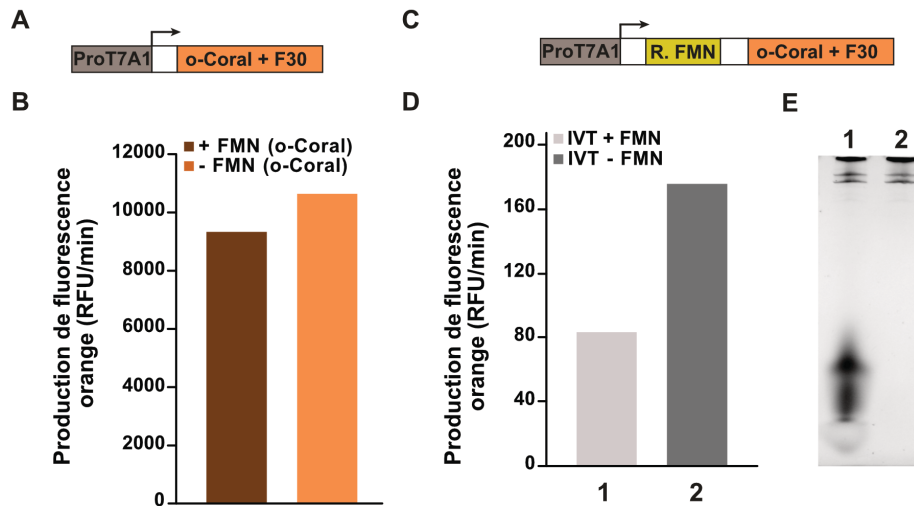 A
ProT7A1
o-Coral + F30
B
+ FMN (o-Coral)
- FMN (o-Coral)
Production de fluorescence
orange (RFU/min)
12000
10000
8000
6000
4000
2000
0
C
ProT7A1
R. FMN
o-Coral + F30
D
IVT + FMN
IVT - FMN
Production de fluorescence
orange (RFU/min)
200
160
120
80
40
0
1
2
E
1 2